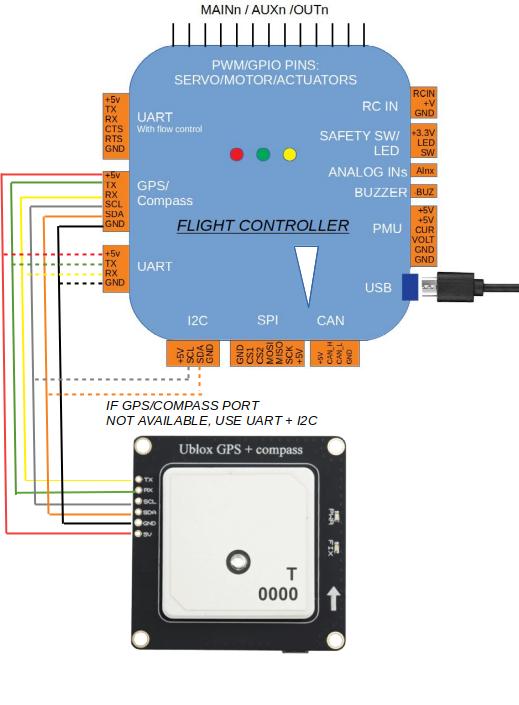 MAINn / AUXn /OUTn
PWM/GPIO PINS:
SERVO/MOTOR/ACTUATORS
+5v
TX
RX
CTS
RTS
GND
UART
With flow control
RC IN
RCIN
+V
GND
SAFETY SW/
LED
+3.3V
LED
SW
ANALOG INs
AInx
BUZZER
-BUZ
+5v
TX
RX
SCL
SDA
GND
GPS/
Compass
FLIGHT CONTROLLER
PMU
+5V
+5V
CUR
VOLT
GND
GND
+5v
TX
RX
GND
UART
USB
I2C
SPI
CAN
+5V
SCL
SDA
GND
GND
CS1
CS2
MOSI
MISO
SCK
+5V
+5V
CAN_H
CAN_L
GND
IF GPS/COMPASS PORT
NOT AVAILABLE, USE UART + I2C
Ublox GPS + compass
TX
RX
SCL
SDA
GND
5V
PWR
FIX
T
0000